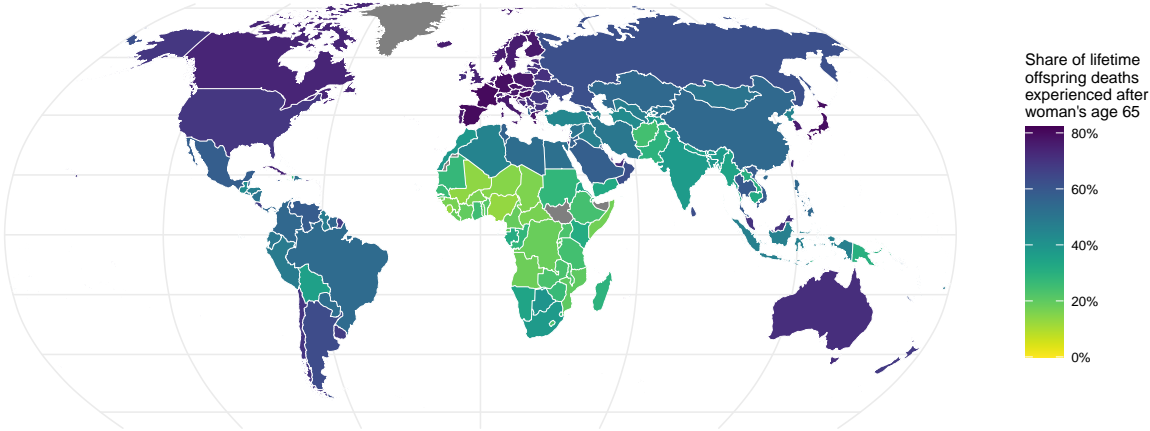 Share of lifetime
offspring deaths
experienced after
woman's age 65
80%
60%
40%
20%
0%